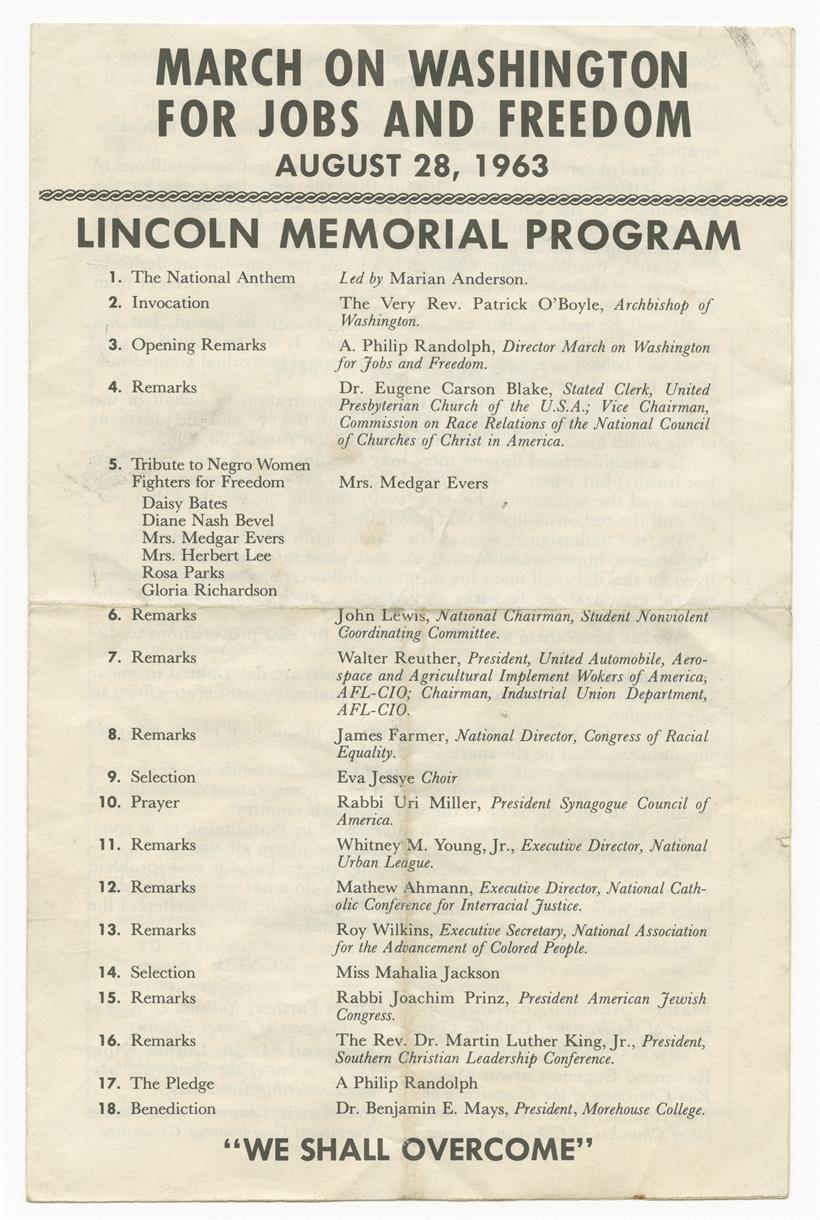 MARCH ON WASHINGTON
FOR JOBS AND FREEDOM
AUGUST 28, 1963
LINCOLN MEMORIAL PROGRAM
1. The National Anthem Led by Marian Anderson.
2. Invocation The Very Rev. Patrick O'Boyle, Archbishop of
Washington.
3. Opening Remarks A. Philip Randolph, Director March on Washington
for Jobs and Freedom.
4. Remarks Dr. Eugene Carson Blake, Stated Clerk, United
Presbyterian Church of the U.S.A.; Vice Chairman,
Commission on Race Relations of the National Council
of Churches of Christ in America.
5. Tribute to Negro Women
Fighters for Freedom Mrs. Medgar Evers
Daisy Bates
Diane Nash Bevel
Mrs. Medgar Evers
Mrs. Herbert Lee
Rosa Parks
Gloria Richardson
6. Remarks John Lewis, National Chairman, Student Nonviolent
Coordinating Committee.
7. Remarks Walter Reuther, President, United Automobile, Aero-
space and Agricultural Implement Wokers of America,
AFL-CIO; Chairman, Industrial Union Department,
AFL-CIO.
8. Remarks James Farmer, National Director, Congress of Racial
Equality.
9. Selection Eva Jessye Choir
10. Prayer Rabbi Uri Miller, President Synagogue Council of
America.
11. Remarks Whitney M. Young, Jr., Executive Director, National
Urban League.
12. Remarks Mathew Ahmann, Executive Director, National Cath-
olic Conference for Interracial Justice.
13. Remarks Roy Wilkins, Executive Secretary, National Association
for the Advancement of Colored People.
14. Selection Miss Mahalia Jackson
15. Remarks Rabbi Joachim Prinz, President American Jewish
Congress.
16. Remarks The Rev. Dr. Martin Luther King, Jr., President,
Southern Christian Leadership Conference.
17. The Pledge A Philip Randolph
18. Benediction Dr. Benjamin E. Mays, President, Morehouse College.
"WE SHALL OVERCOME"